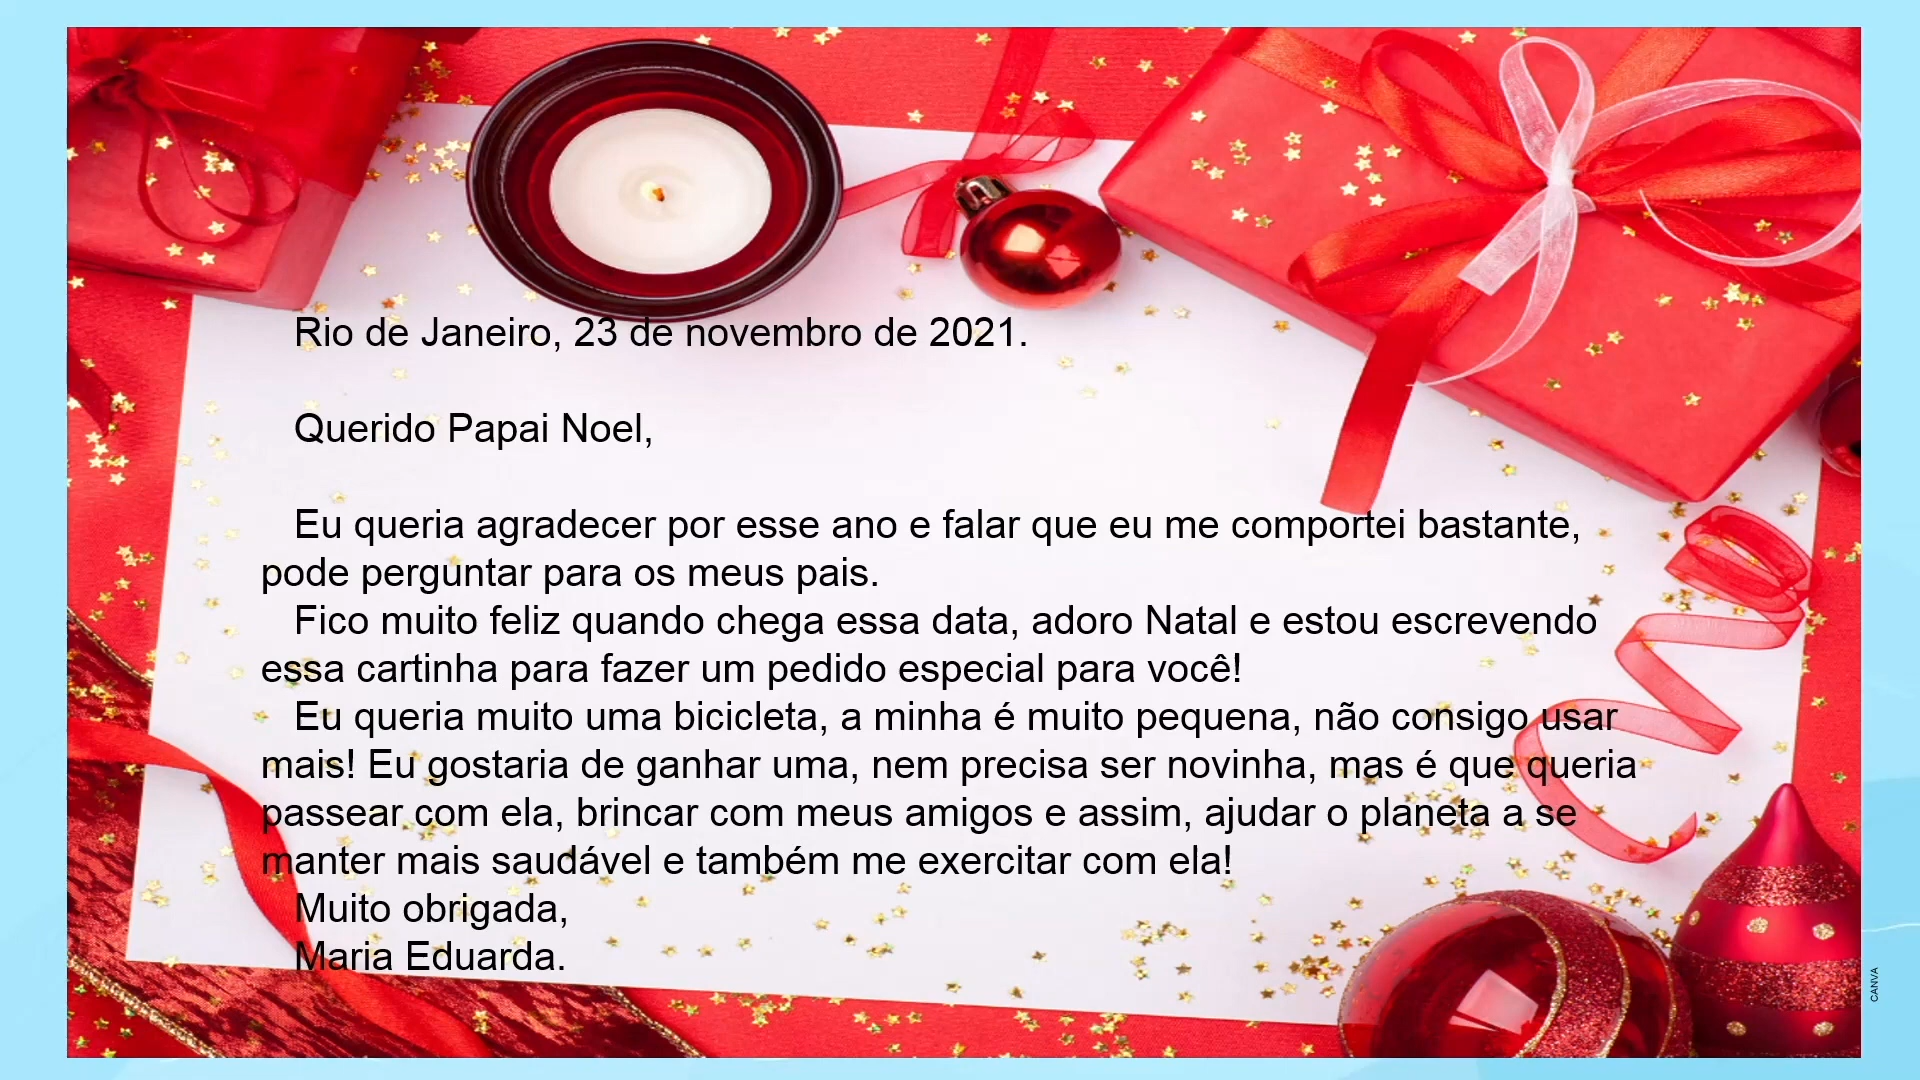 Rio de Janeiro, 23 de novembro de 2021.
Querido Papai Noel,
Eu queria agradecer por esse ano e falar que eu me comportei bastante,
pode perguntar para os meus pais.
Fico muito feliz quando chega essa data, adoro Natal e estou escrevendo
essa cartinha para fazer um pedido especial para você!
Eu queria muito uma bicicleta, a minha é muito pequena, não consigo usar
mais! Eu gostaria de ganhar uma, nem precisa ser novinha, mas é que queria
passear com ela, brincar com meus amigos e assim, ajudar o planeta a se
manter mais saudável e também me exercitar com ela!
Muito obrigada,
Maria Eduarda.
CANVA